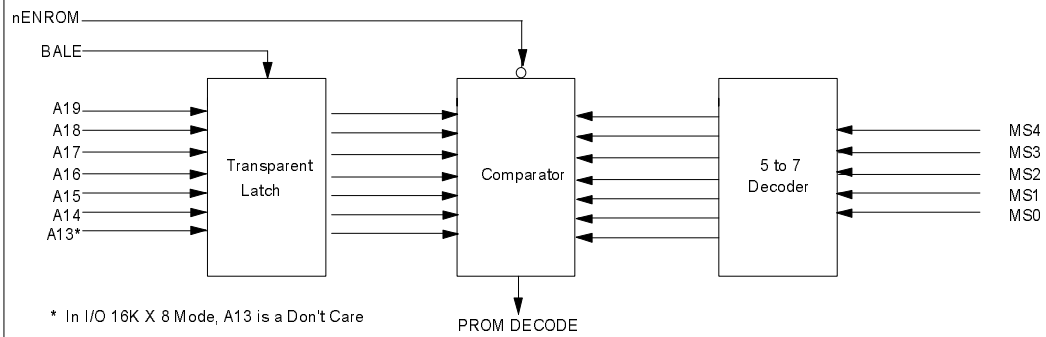 nENROM
BALE
A19
A18
A17
A16
A15
A14
A13*
Transparent
Latch
Comparator
5 to 7
Decoder
MS4
MS3
MS2
MS1
MS0
* In I/O 16K X 8 Mode, A13 is a Don't Care
PROM DECODE